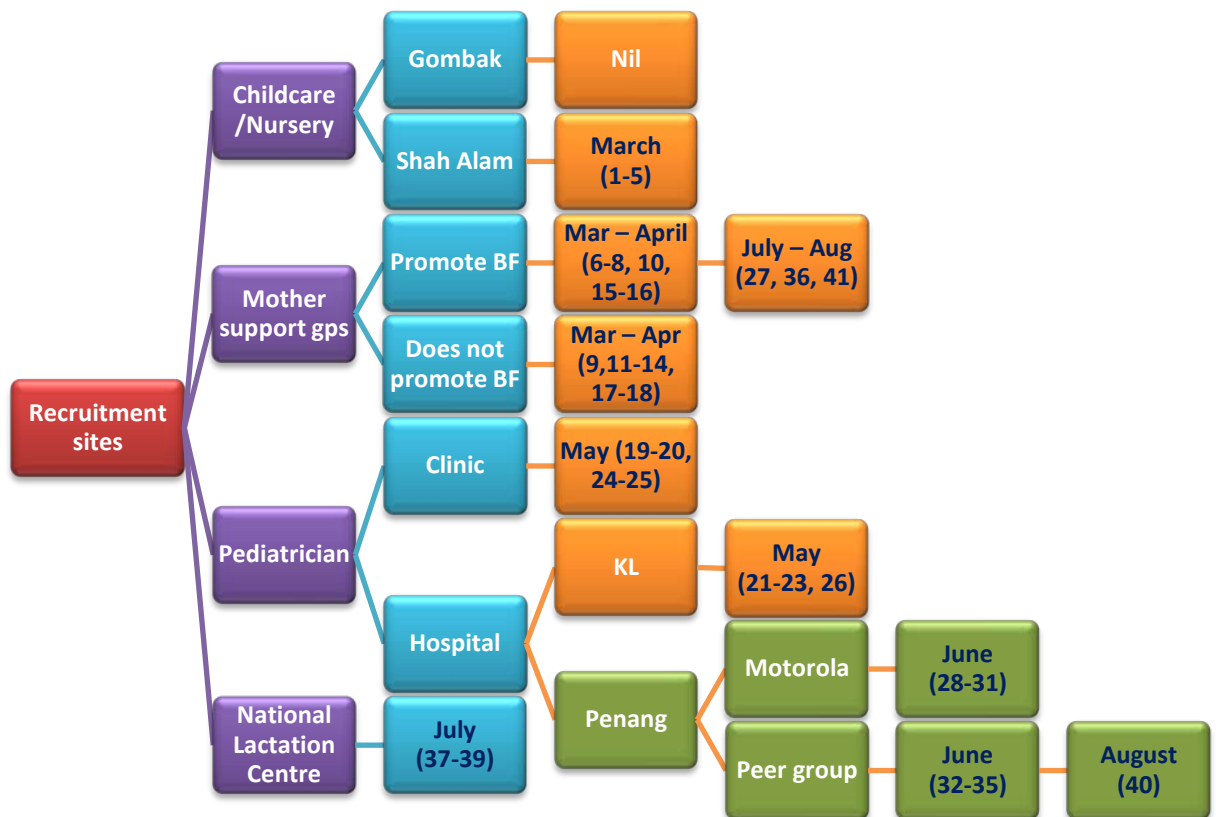 Recruitment
sites
Childcare
/Nursery
Gombak
Nil
Shah Alam
March
(1-5)
Mother
support gps
Promote BF
Mar – April
(6-8, 10,
15-16)
July – Aug
(27, 36, 41)
Does not
promote BF
Mar – Apr
(9,11-14,
17-18)
Pediatrician
Clinic
May (19-20,
24-25)
Hospital
KL
May
(21-23, 26)
Penang
Motorola
June
(28-31)
Peer group
June
(32-35)
August
(40)
National
Lactation
Centre
July
(37-39)